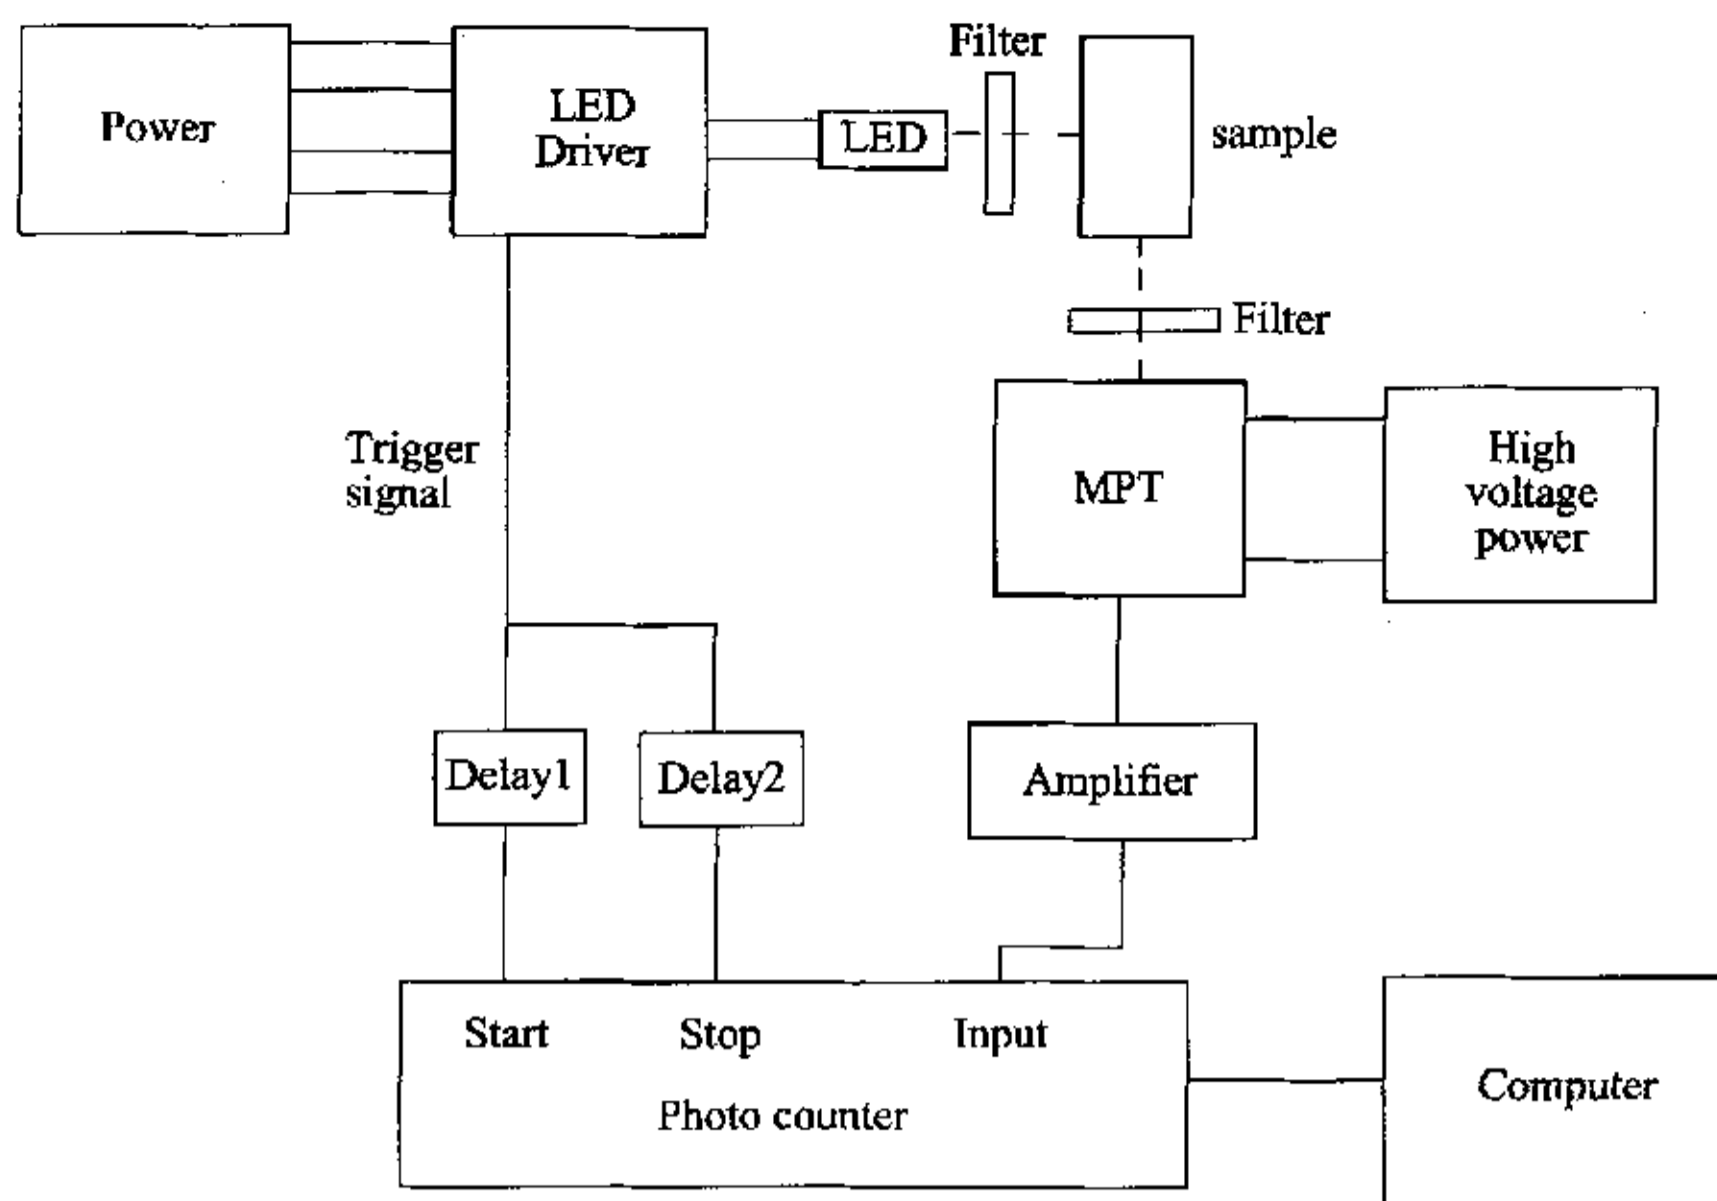 Filter
Power
LED
Driver
LED
sample
Filter
Trigger
signal
MPT
High
voltage
power
Delay1
Delay2
Amplifier
Start
Stop
Input
Photo counter
Computer